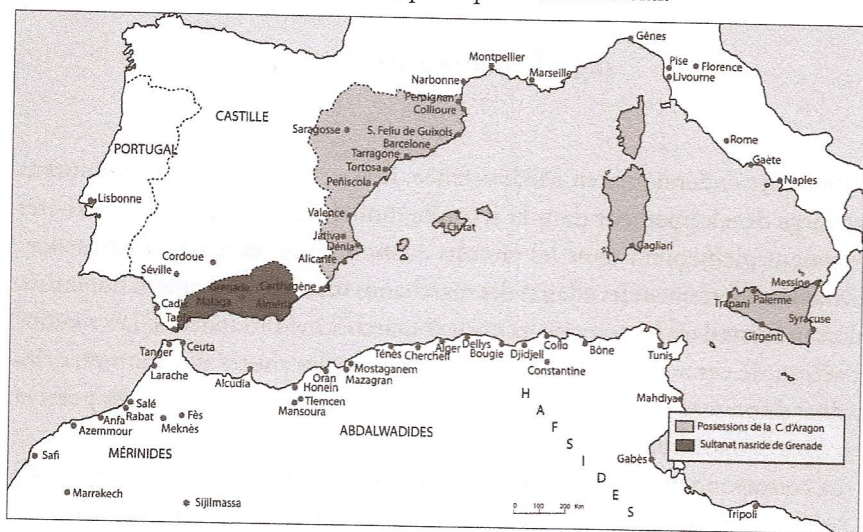 Gênes
Montpellier
Narbonne
Marseille
Pise
Florence
Livourne
Perpignan
Collioure
CASTILLE
Saragosse
S. Feliu de Guixols
Barcelone
Tarragone
Tortosa
Peñiscola
PORTUGAL
Rome
Gaète
Naples
Lisbonne
Valence
Ciutat
Játiva
Dénia
Cagliari
Alicante
Cordoue
Séville
Carthagène
Grenade
Malaga
Alméria
Cadix
Tarifa
Messine
Trapani
Palerme
Syracuse
Girgenti
Tanger
Ceuta
Larache
Alcudia
Ténès
Cherchell
Alger
Dellys
Bougie
Djidjell
Collo
Bône
Tunis
Constantine
Mostaganem
Mazagran
Oran
Honein
Tlemcen
Mansoura
Mahdiya
Salé
Rabat
Anfa
Azemmour
Fès
Meknès
Safi
MÉRINIDES
ABDALWADIDES
HAFSIDES
Gabès
Possessions de la C. d'Aragon
Sultanat nasride de Grenade
Marrakech
Sijilmassa
0 100 200 Km
Tripoli